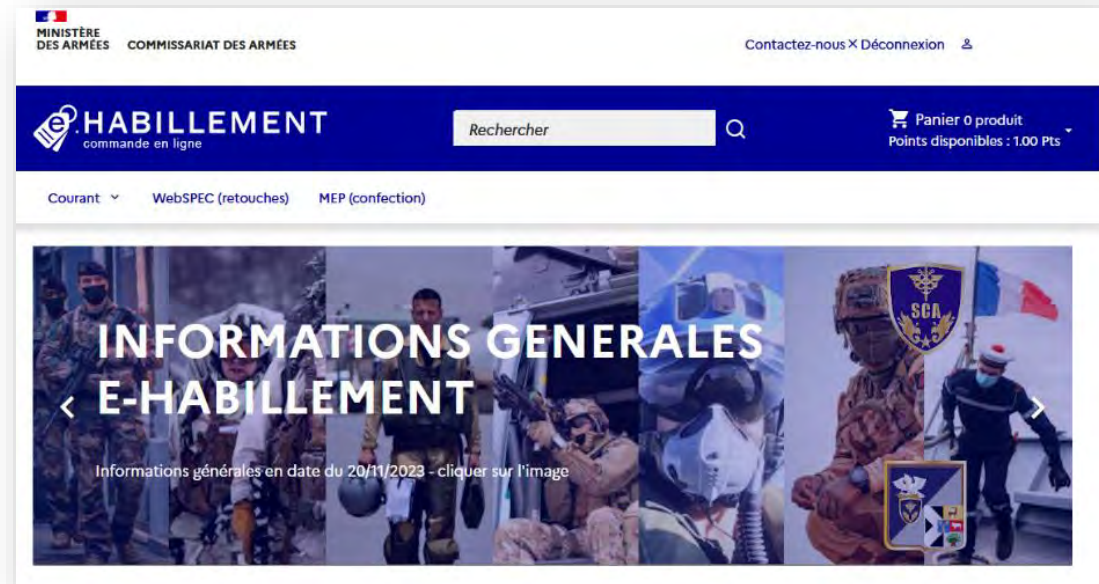 MINISTÈRE
DES ARMÉES
COMMISSARIAT DES ARMÉES
Contactez-nous × Déconnexion
e.HABILLEMENT
commande en ligne
Rechercher
Panier 0 produit
Points disponibles : 1.00 Pts
Courant
WebSPEC (retouches)
MEP (confection)
INFORMATIONS GENERALES
E-HABILLEMENT
SCA
Informations générales en date du 20/11/2023 - cliquer sur l'image